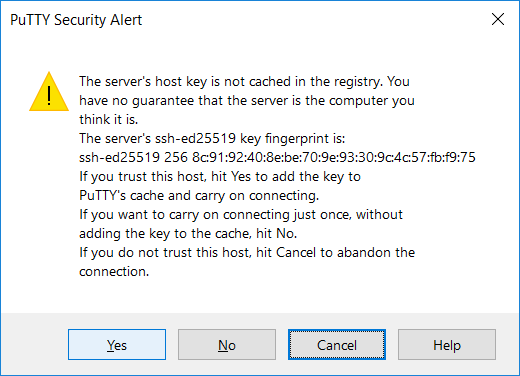 PuTTY Security Alert
The server's host key is not cached in the registry. You
have no guarantee that the server is the computer you
think it is.
The server's ssh-ed25519 key fingerprint is:
ssh-ed25519 256 8c:91:92:40:8e:be:70:9e:93:30:9c:4c:57:fb:f9:75
If you trust this host, hit Yes to add the key to
PuTTY's cache and carry on connecting.
If you want to carry on connecting just once, without
adding the key to the cache, hit No.
If you do not trust this host, hit Cancel to abandon the
connection.
Yes No Cancel Help